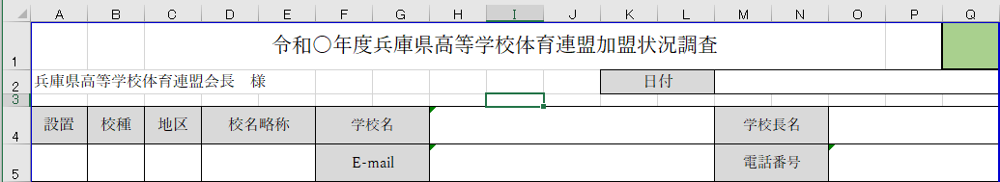 A B C D E F G H I J K L M N O P Q
1 令和〇年度兵庫県高等学校体育連盟加盟状況調査
2 兵庫県高等学校体育連盟会長　様 日付
3
4 設置 校種 地区 校名略称 学校名 学校長名
5 E-mail 電話番号